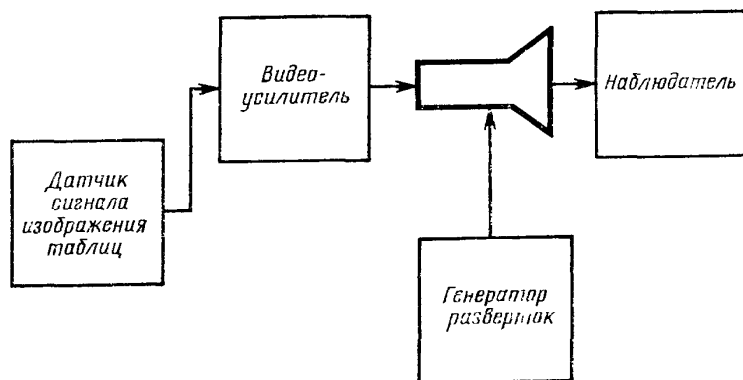 Видео-
усилитель
Наблюдатель
Датчик
сигнала
изображения
таблиц
Генератор
разверток